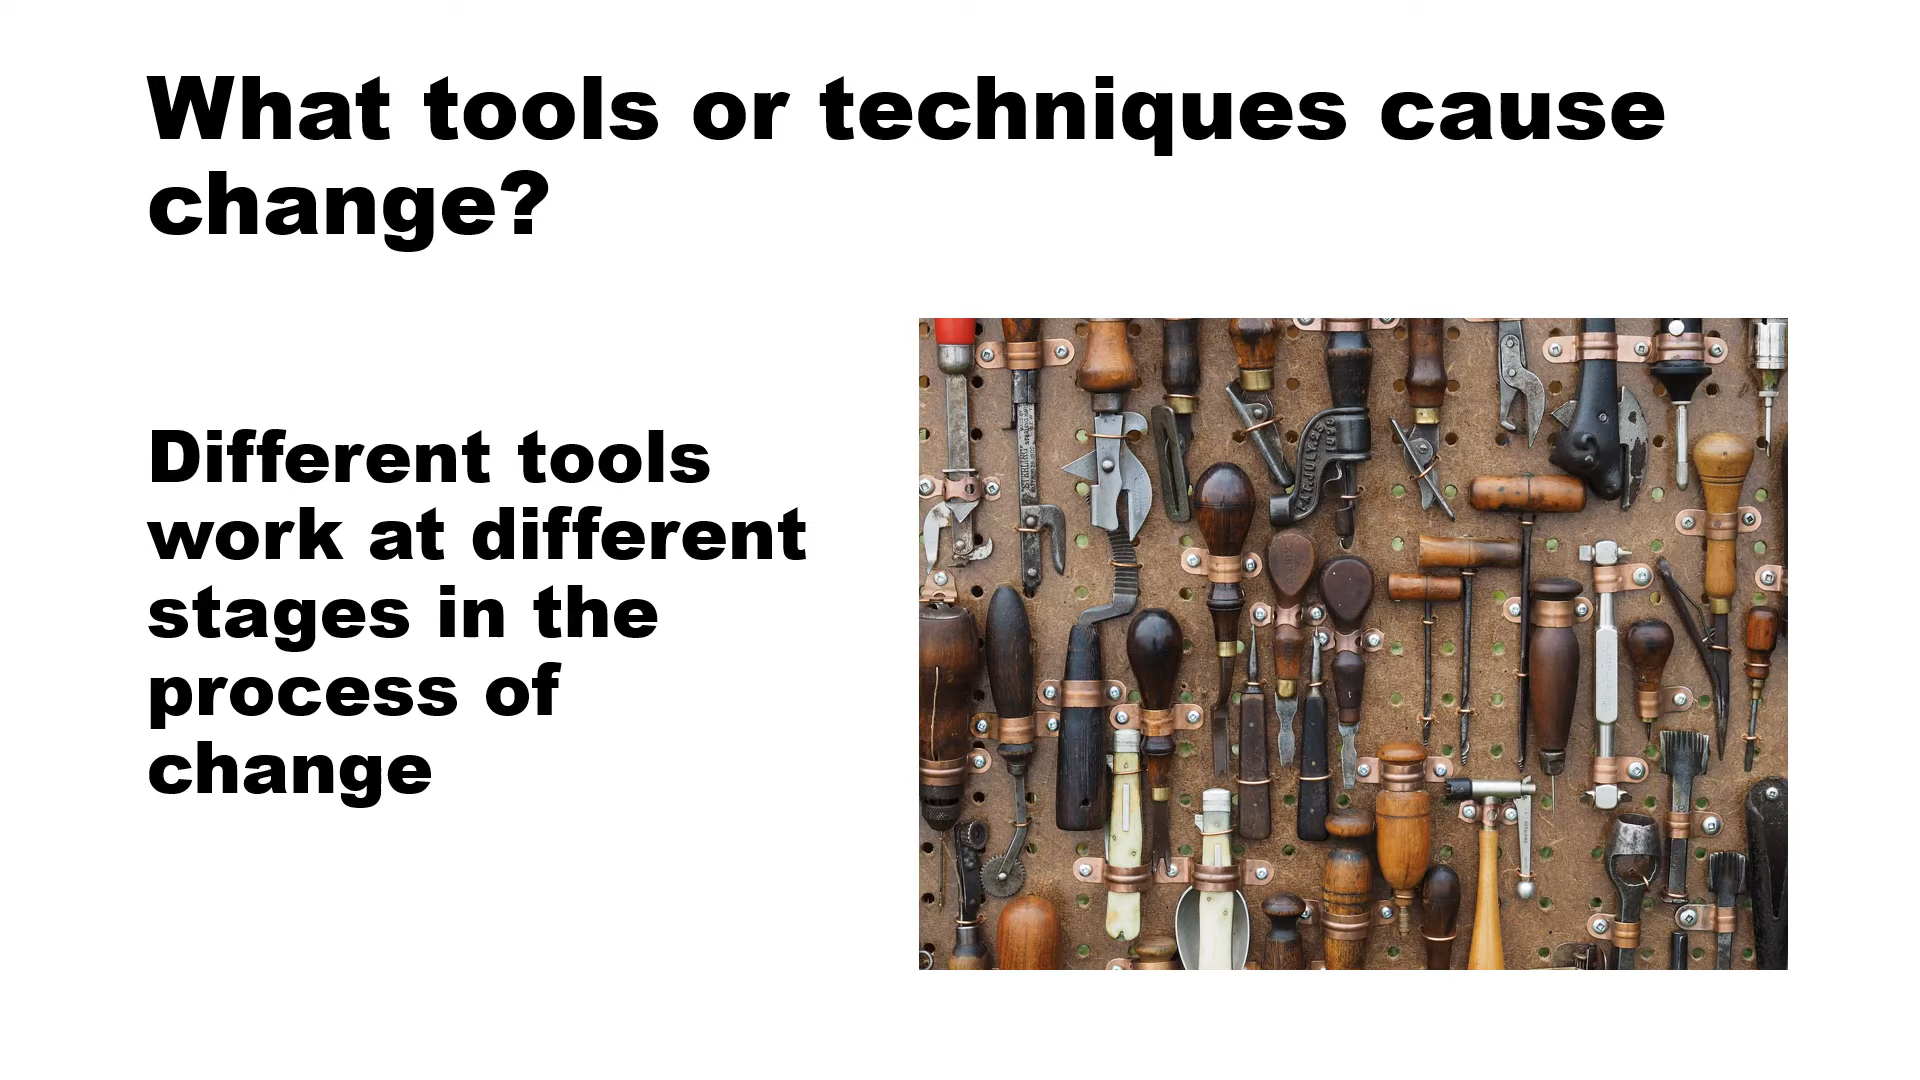 What tools or techniques cause
change?
Different tools
work at different
stages in the
process of
change